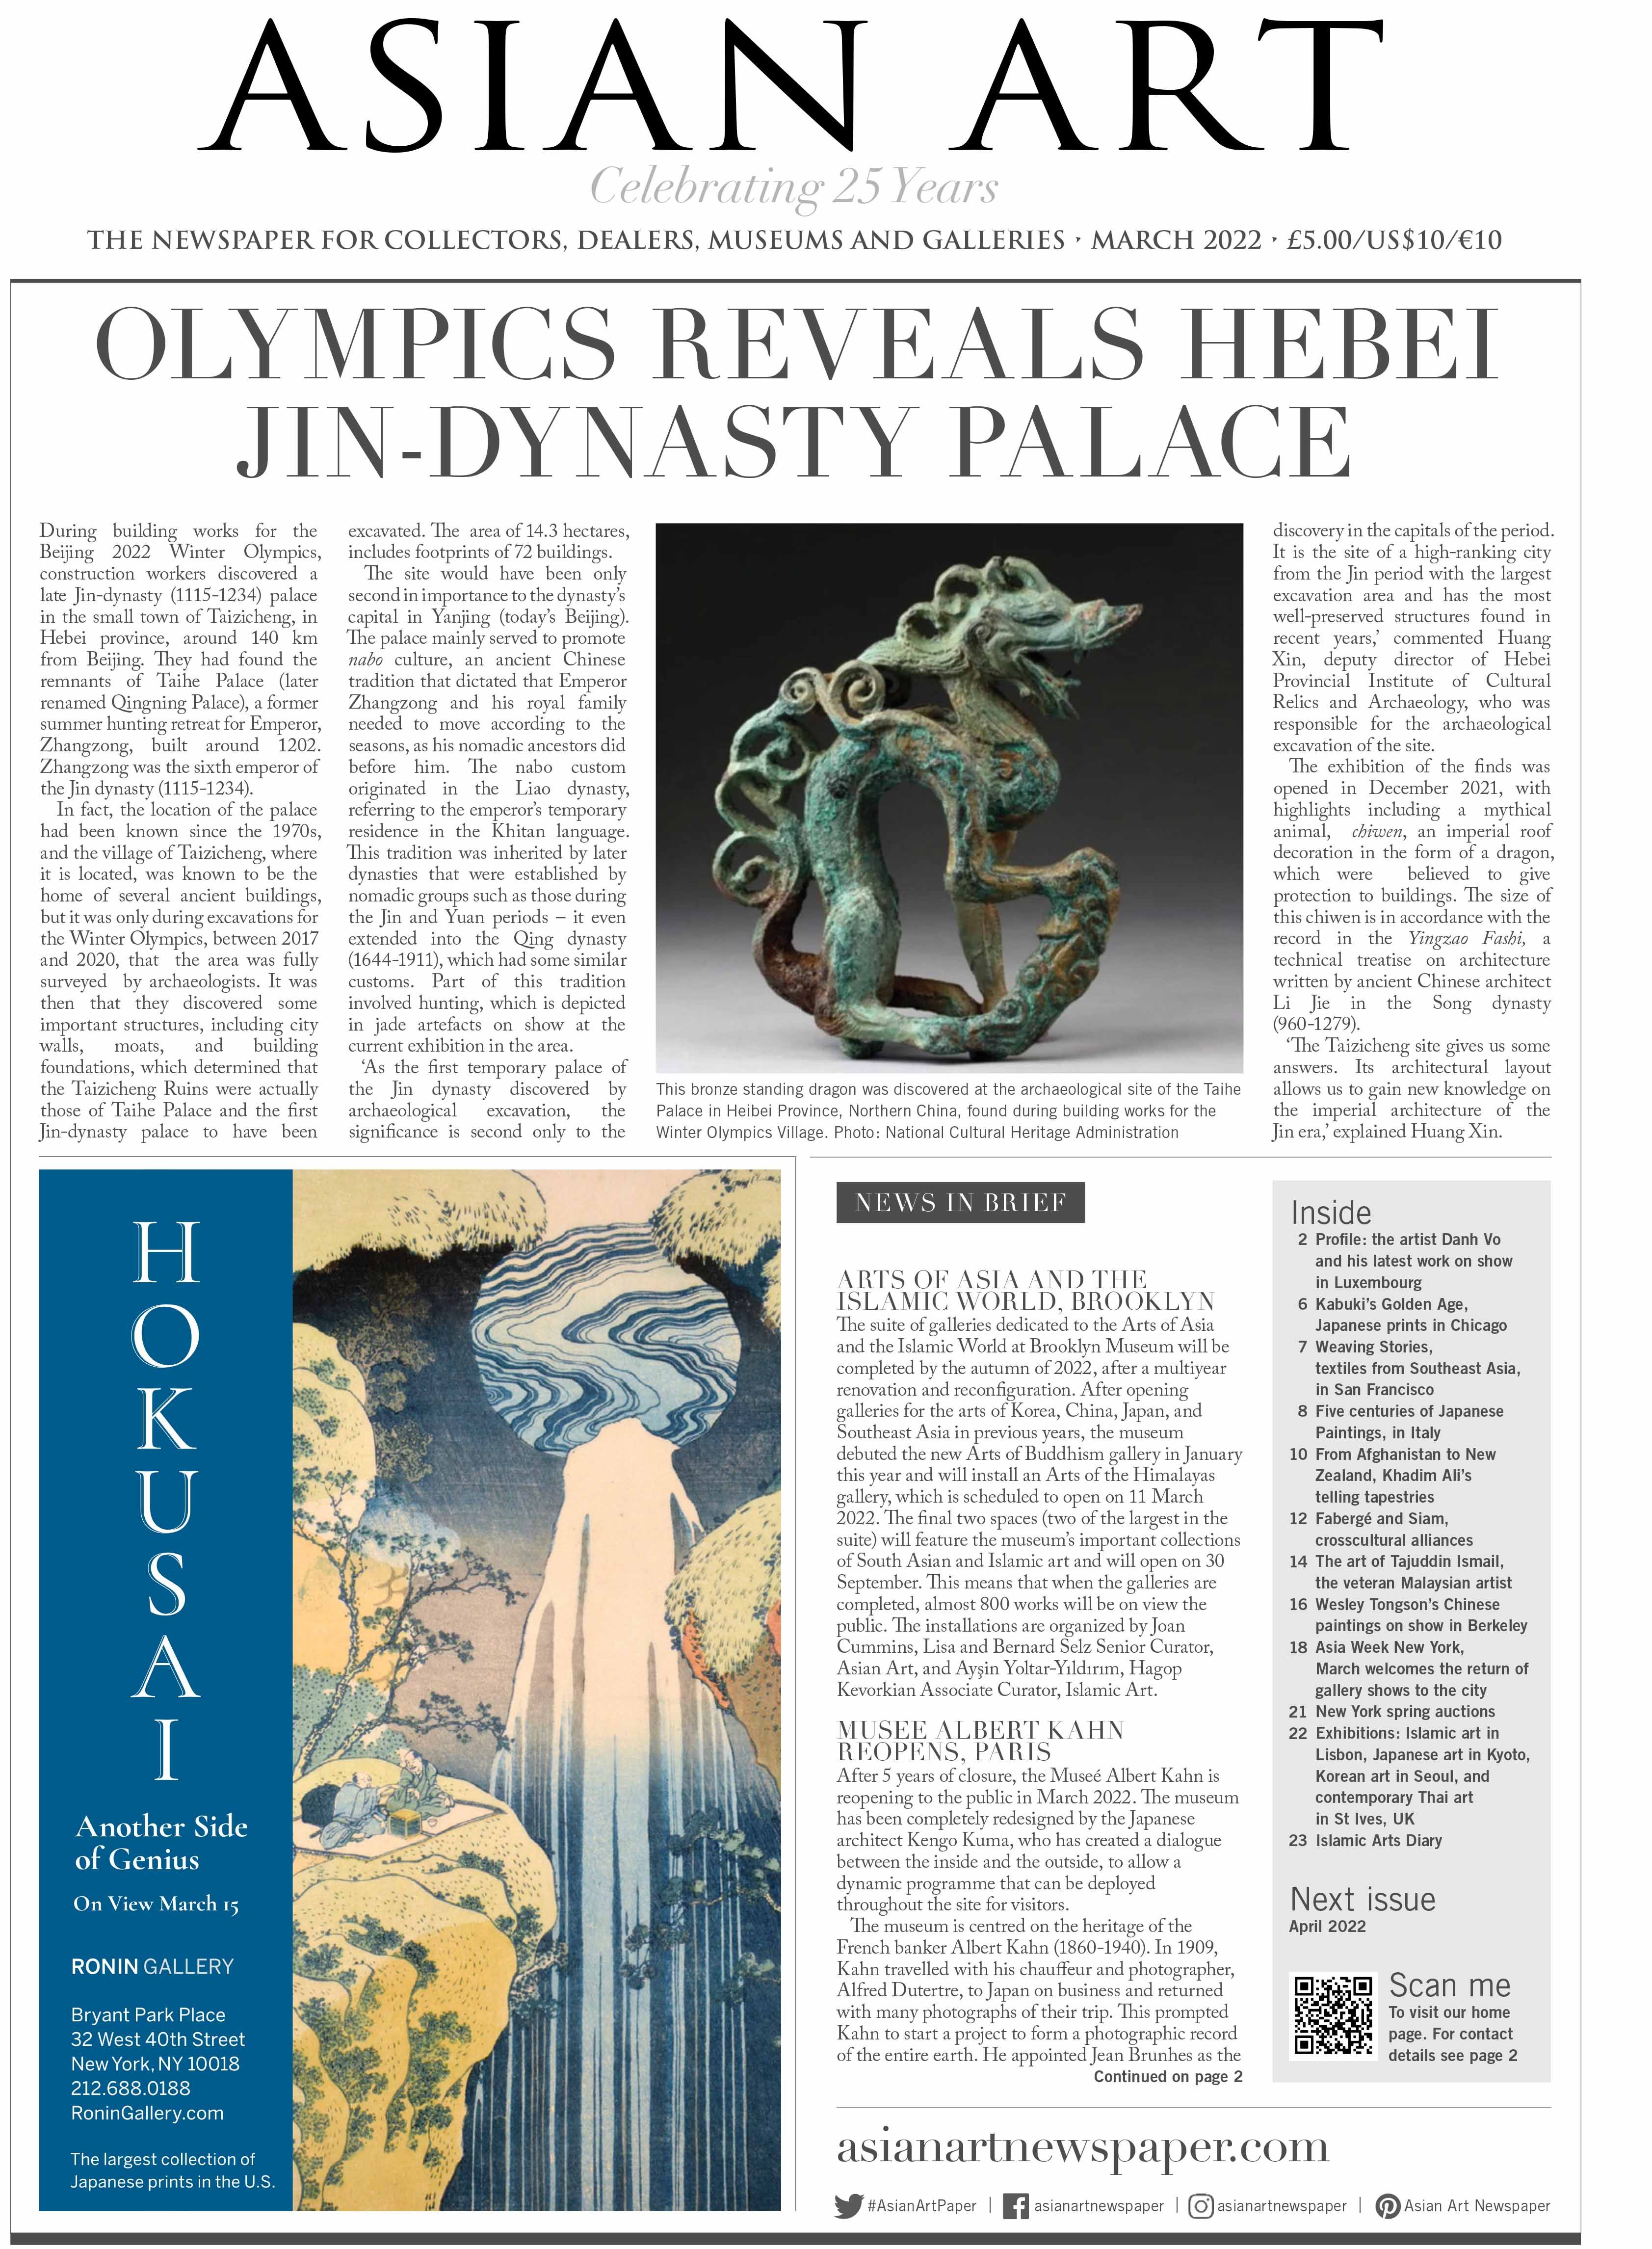 ASIAN ART
Celebrating 25 Years
THE NEWSPAPER FOR COLLECTORS, DEALERS, MUSEUMS AND GALLERIES · MARCH 2022 · £5.00/US$10/€10
OLYMPICS REVEALS HEBEI
JIN-DYNASTY PALACE
During building works for the
Beijing 2022 Winter Olympics,
construction workers discovered a
late Jin-dynasty (1115-1234) palace
in the small town of Taizicheng, in
Hebei province, around 140 km
from Beijing. They had found the
remnants of Taihe Palace (later
renamed Qingning Palace), a former
summer hunting retreat for Emperor,
Zhangzong, built around 1202.
Zhangzong was the sixth emperor of
the Jin dynasty (1115-1234).
In fact, the location of the palace
had been known since the 1970s,
and the village of Taizicheng, where
it is located, was known to be the
home of several ancient buildings,
but it was only during excavations for
the Winter Olympics, between 2017
and 2020, that the area was fully
surveyed by archaeologists. It was
then that they discovered some
important structures, including city
walls, moats, and building
foundations, which determined that
the Taizicheng Ruins were actually
those of Taihe Palace and the first
Jin-dynasty palace to have been
excavated. The area of 14.3 hectares,
includes footprints of 72 buildings.
The site would have been only
second in importance to the dynasty's
capital in Yanjing (today's Beijing).
The palace mainly served to promote
nabo culture, an ancient Chinese
tradition that dictated that Emperor
Zhangzong and his royal family
needed to move according to the
seasons, as his nomadic ancestors did
before him. The nabo custom
originated in the Liao dynasty,
referring to the emperor's temporary
residence in the Khitan language.
This tradition was inherited by later
dynasties that were established by
nomadic groups such as those during
the Jin and Yuan periods – it even
extended into the Qing dynasty
(1644-1911), which had some similar
customs. Part of this tradition
involved hunting, which is depicted
in jade artefacts on show at the
current exhibition in the area.
'As the first temporary palace of
the Jin dynasty discovered by
archaeological excavation, the
significance is second only to the
This bronze standing dragon was discovered at the archaeological site of the Taihe
Palace in Heibei Province, Northern China, found during building works for the
Winter Olympics Village. Photo: National Cultural Heritage Administration
discovery in the capitals of the period.
It is the site of a high-ranking city
from the Jin period with the largest
excavation area and has the most
well-preserved structures found in
recent years,' commented Huang
Xin, deputy director of Hebei
Provincial Institute of Cultural
Relics and Archaeology, who was
responsible for the archaeological
excavation of the site.
The exhibition of the finds was
opened in December 2021, with
highlights including a mythical
animal, chiwen, an imperial roof
decoration in the form of a dragon,
which were believed to give
protection to buildings. The size of
this chiwen is in accordance with the
record in the Yingzao Fashi, a
technical treatise on architecture
written by ancient Chinese architect
Li Jie in the Song dynasty
(960-1279).
'The Taizicheng site gives us some
answers. Its architectural layout
allows us to gain new knowledge on
the imperial architecture of the
Jin era,' explained Huang Xin.
HOKUSAI
Another Side
of Genius
On View March 15
RONIN GALLERY
Bryant Park Place
32 West 40th Street
New York, NY 10018
212.688.0188
RoninGallery.com
The largest collection of
Japanese prints in the U.S.
NEWS IN BRIEF
ARTS OF ASIA AND THE
ISLAMIC WORLD, BROOKLYN
The suite of galleries dedicated to the Arts of Asia
and the Islamic World at Brooklyn Museum will be
completed by the autumn of 2022, after a multiyear
renovation and reconfiguration. After opening
galleries for the arts of Korea, China, Japan, and
Southeast Asia in previous years, the museum
debuted the new Arts of Buddhism gallery in January
this year and will install an Arts of the Himalayas
gallery, which is scheduled to open on 11 March
2022. The final two spaces (two of the largest in the
suite) will feature the museum's important collections
of South Asian and Islamic art and will open on 30
September. This means that when the galleries are
completed, almost 800 works will be on view the
public. The installations are organized by Joan
Cummins, Lisa and Bernard Selz Senior Curator,
Asian Art, and Ayşin Yoltar-Yıldırım, Hagop
Kevorkian Associate Curator, Islamic Art.
MUSEE ALBERT KAHN
REOPENS, PARIS
After 5 years of closure, the Museé Albert Kahn is
reopening to the public in March 2022. The museum
has been completely redesigned by the Japanese
architect Kengo Kuma, who has created a dialogue
between the inside and the outside, to allow a
dynamic programme that can be deployed
throughout the site for visitors.
The museum is centred on the heritage of the
French banker Albert Kahn (1860-1940). In 1909,
Kahn travelled with his chauffeur and photographer,
Alfred Dutertre, to Japan on business and returned
with many photographs of their trip. This prompted
Kahn to start a project to form a photographic record
of the entire earth. He appointed Jean Brunhes as the
Continued on page 2
Inside
2 Profile: the artist Danh Vo
and his latest work on show
in Luxembourg
6 Kabuki's Golden Age,
Japanese prints in Chicago
7 Weaving Stories,
textiles from Southeast Asia,
in San Francisco
8 Five centuries of Japanese
Paintings, in Italy
10 From Afghanistan to New
Zealand, Khadim Ali's
telling tapestries
12 Fabergé and Siam,
crosscultural alliances
14 The art of Tajuddin Ismail,
the veteran Malaysian artist
16 Wesley Tongson's Chinese
paintings on show in Berkeley
18 Asia Week New York,
March welcomes the return of
gallery shows to the city
21 New York spring auctions
22 Exhibitions: Islamic art in
Lisbon, Japanese art in Kyoto,
Korean art in Seoul, and
contemporary Thai art
in St Ives, UK
23 Islamic Arts Diary
Next issue
April 2022
Scan me
To visit our home
page. For contact
details see page 2
asianartnewspaper.com
#AsianArtPaper | asianartnewspaper | asianartnewspaper | Asian Art Newspaper